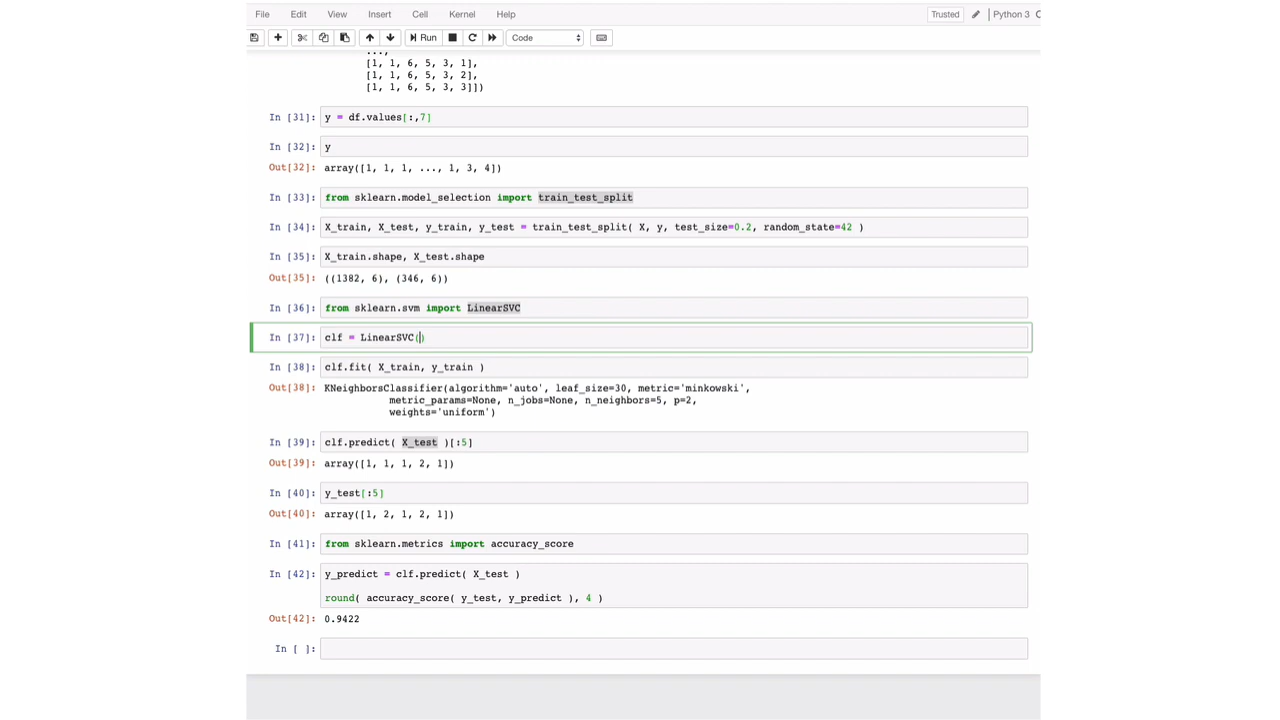 File Edit View Insert Cell Kernel Help Trusted Python 3
Run Code
...,
[1, 1, 6, 5, 3, 1],
[1, 1, 6, 5, 3, 2],
[1, 1, 6, 5, 3, 3]])
In [31]: y = df.values[:,7]
In [32]: y
Out[32]: array([1, 1, 1, ..., 1, 3, 4])
In [33]: from sklearn.model_selection import train_test_split
In [34]: X_train, X_test, y_train, y_test = train_test_split( X, y, test_size=0.2, random_state=42 )
In [35]: X_train.shape, X_test.shape
Out[35]: ((1382, 6), (346, 6))
In [36]: from sklearn.svm import LinearSVC
In [37]: clf = LinearSVC()
In [38]: clf.fit( X_train, y_train )
Out[38]: KNeighborsClassifier(algorithm='auto', leaf_size=30, metric='minkowski',
metric_params=None, n_jobs=None, n_neighbors=5, p=2,
weights='uniform')
In [39]: clf.predict( X_test )[:5]
Out[39]: array([1, 1, 1, 2, 1])
In [40]: y_test[:5]
Out[40]: array([1, 2, 1, 2, 1])
In [41]: from sklearn.metrics import accuracy_score
In [42]: y_predict = clf.predict( X_test )
round( accuracy_score( y_test, y_predict ), 4 )
Out[42]: 0.9422
In [ ]: